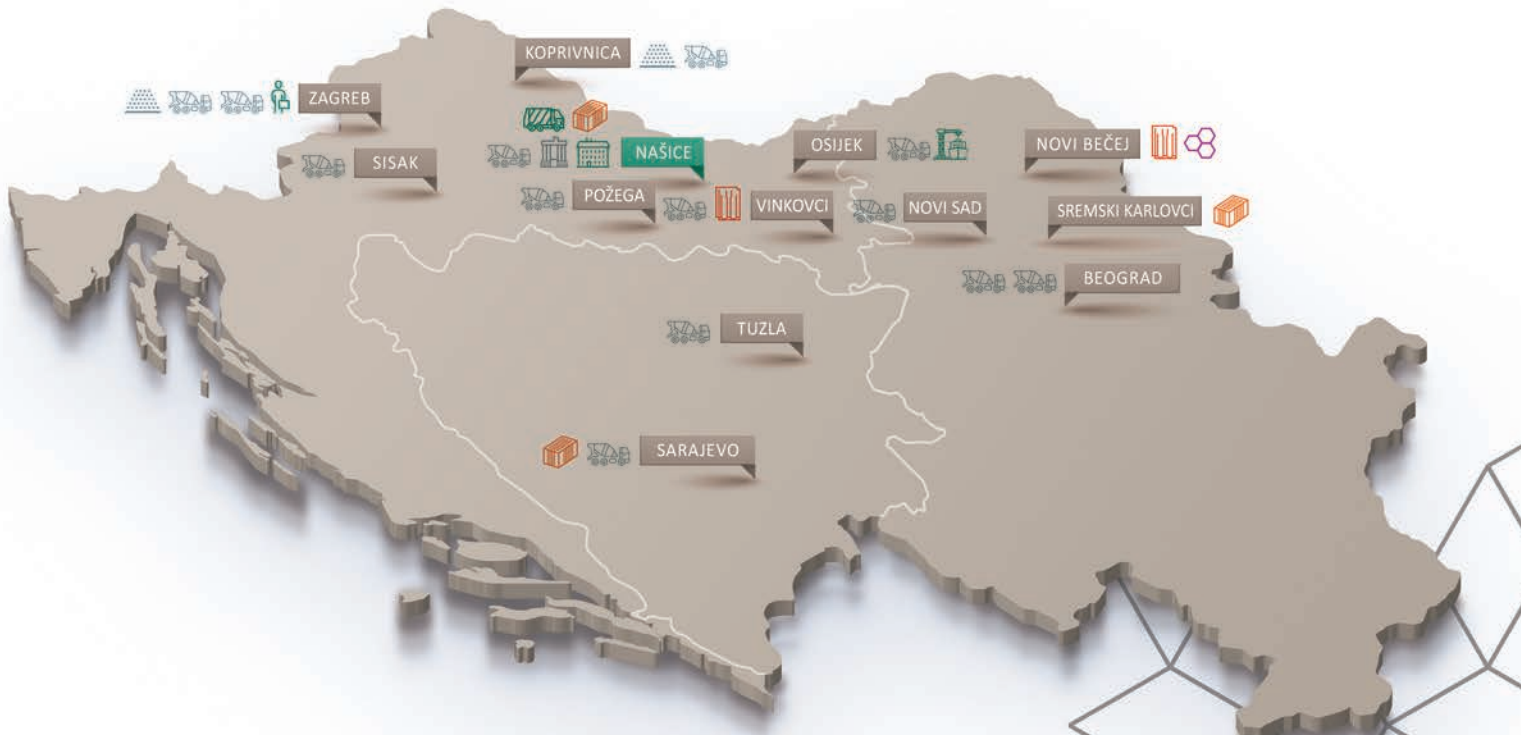 KOPRIVNICA
ZAGREB
NAŠICE
OSIJEK
NOVI BEČEJ
SISAK
POŽEGA
VINKOVCI
NOVI SAD
SREMSKI KARLOVCI
BEOGRAD
TUZLA
SARAJEVO